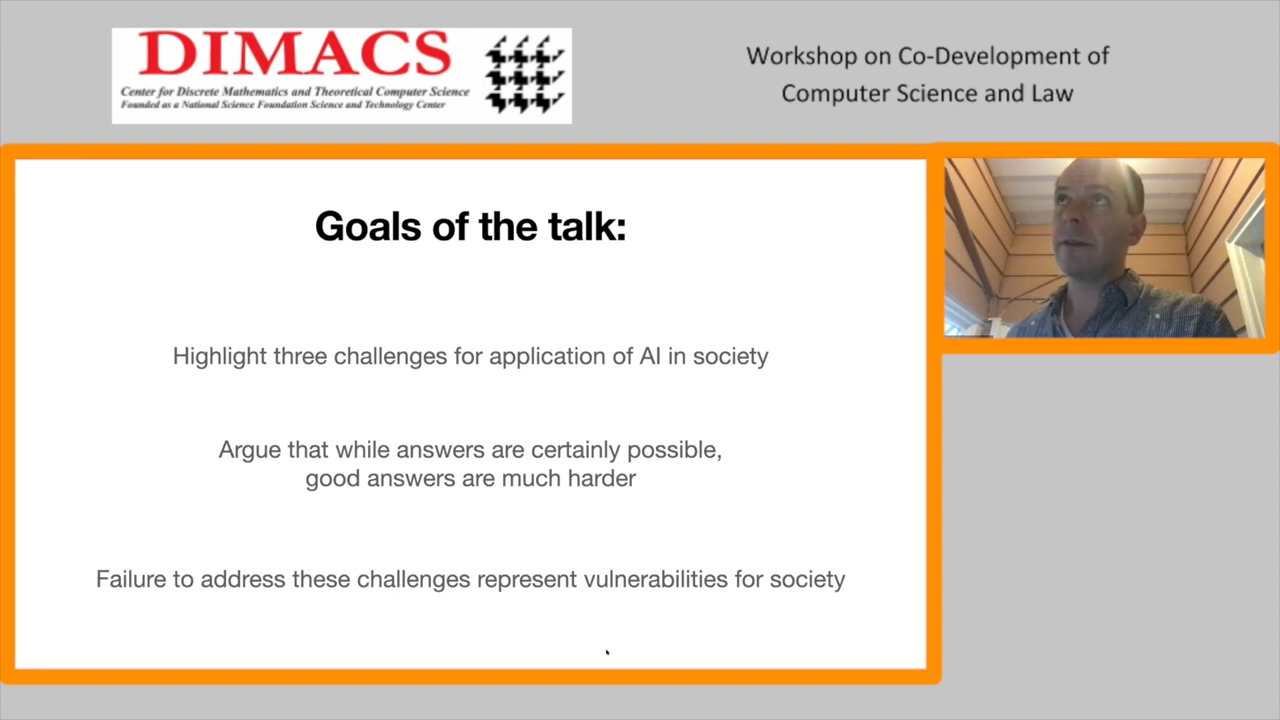 DIMACS
Center for Discrete Mathematics and Theoretical Computer Science
Founded as a National Science Foundation Science and Technology Center
Workshop on Co-Development of
Computer Science and Law
Goals of the talk:
Highlight three challenges for application of AI in society
Argue that while answers are certainly possible,
good answers are much harder
Failure to address these challenges represent vulnerabilities for society